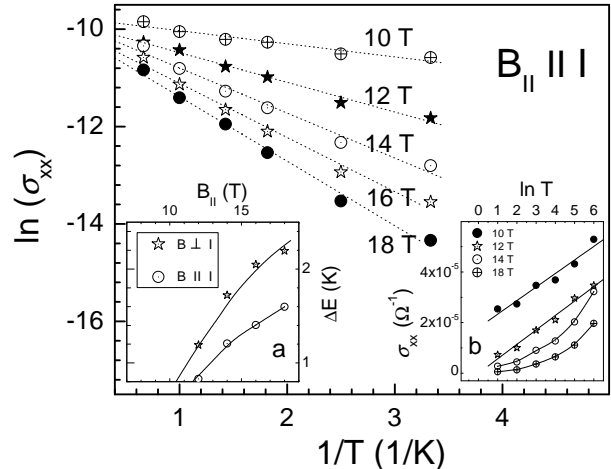 -10
-12
-14
-16
ln (σxx)
1
2
3
4
1/T (1/K)
B|| || I
10 T
12 T
14 T
16 T
18 T
B|| (T)
10
15
B ⊥ I
B || I
2
1
ΔE (K)
a
ln T
0 1 2 3 4 5 6
10 T
12 T
14 T
18 T
4x10⁻⁵
2x10⁻⁵
0
σxx (Ω⁻¹)
b